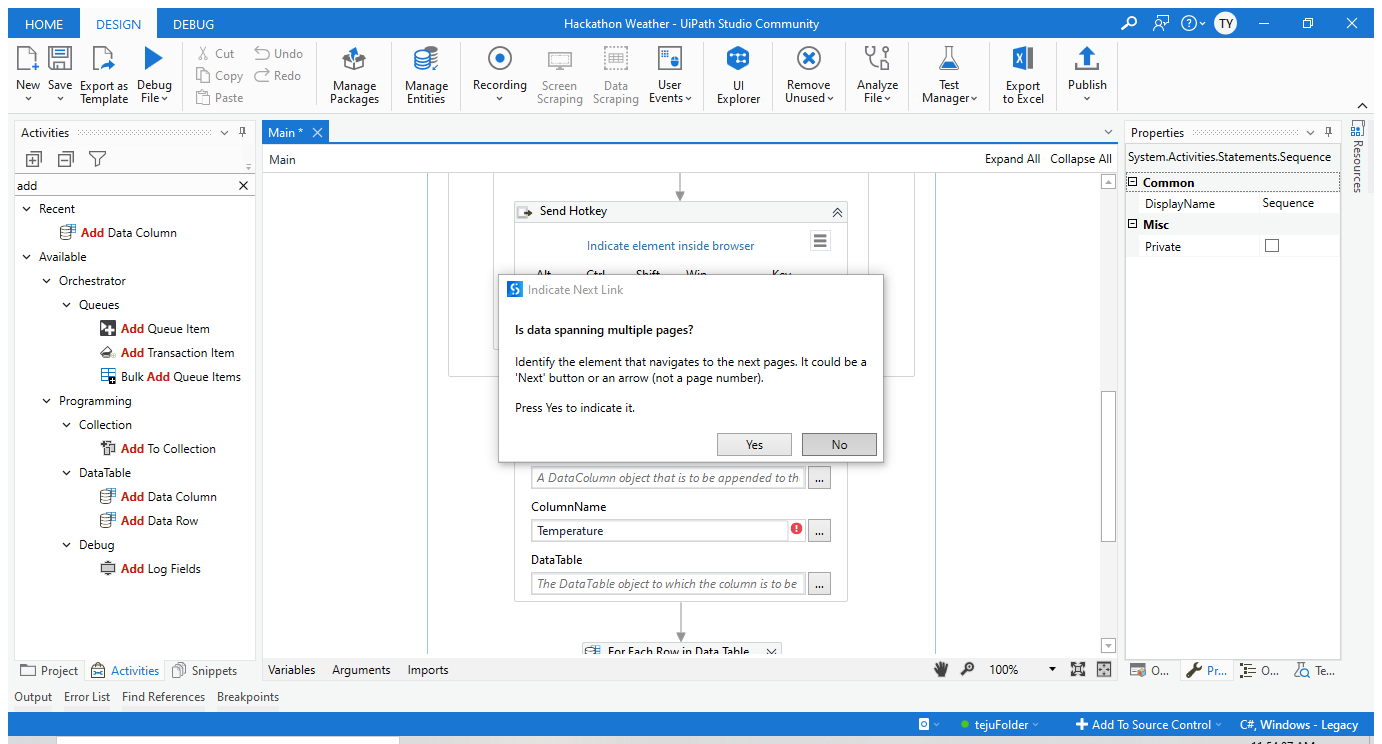 HOME DESIGN DEBUG Hackathon Weather - UiPath Studio Community TY
New Save Export as Template Debug File Cut Copy Paste Undo Redo Manage Packages Manage Entities Recording Screen Scraping Data Scraping User Events UI Explorer Remove Unused Analyze File Test Manager Export to Excel Publish
Activities
add
Recent
Add Data Column
Available
Orchestrator
Queues
Add Queue Item
Add Transaction Item
Bulk Add Queue Items
Programming
Collection
Add To Collection
DataTable
Add Data Column
Add Data Row
Debug
Add Log Fields
Project Activities Snippets
Main *
Main Expand All Collapse All
Send Hotkey
Indicate element inside browser
Alt Ctrl Shift Win Key
Indicate Next Link
Is data spanning multiple pages?
Identify the element that navigates to the next pages. It could be a
'Next' button or an arrow (not a page number).
Press Yes to indicate it.
Yes No
A DataColumn object that is to be appended to th ...
ColumnName
Temperature ...
DataTable
The DataTable object to which the column is to be ...
For Each Row in Data Table
Variables Arguments Imports 100%
Properties
System.Activities.Statements.Sequence
Common
DisplayName Sequence
Misc
Private
O... Pr... O... Te...
Resources
Output Error List Find References Breakpoints
tejuFolder Add To Source Control C#, Windows - Legacy